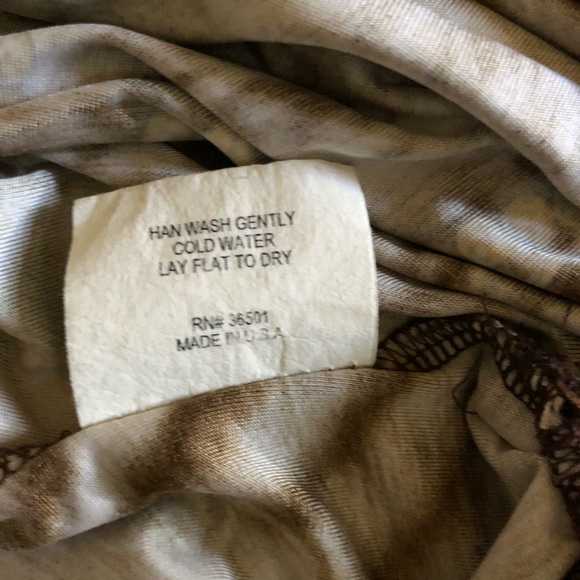 HAN WASH GENTLY
COLD WATER
LAY FLAT TO DRY
RN# 36501
MADE IN U.S.A